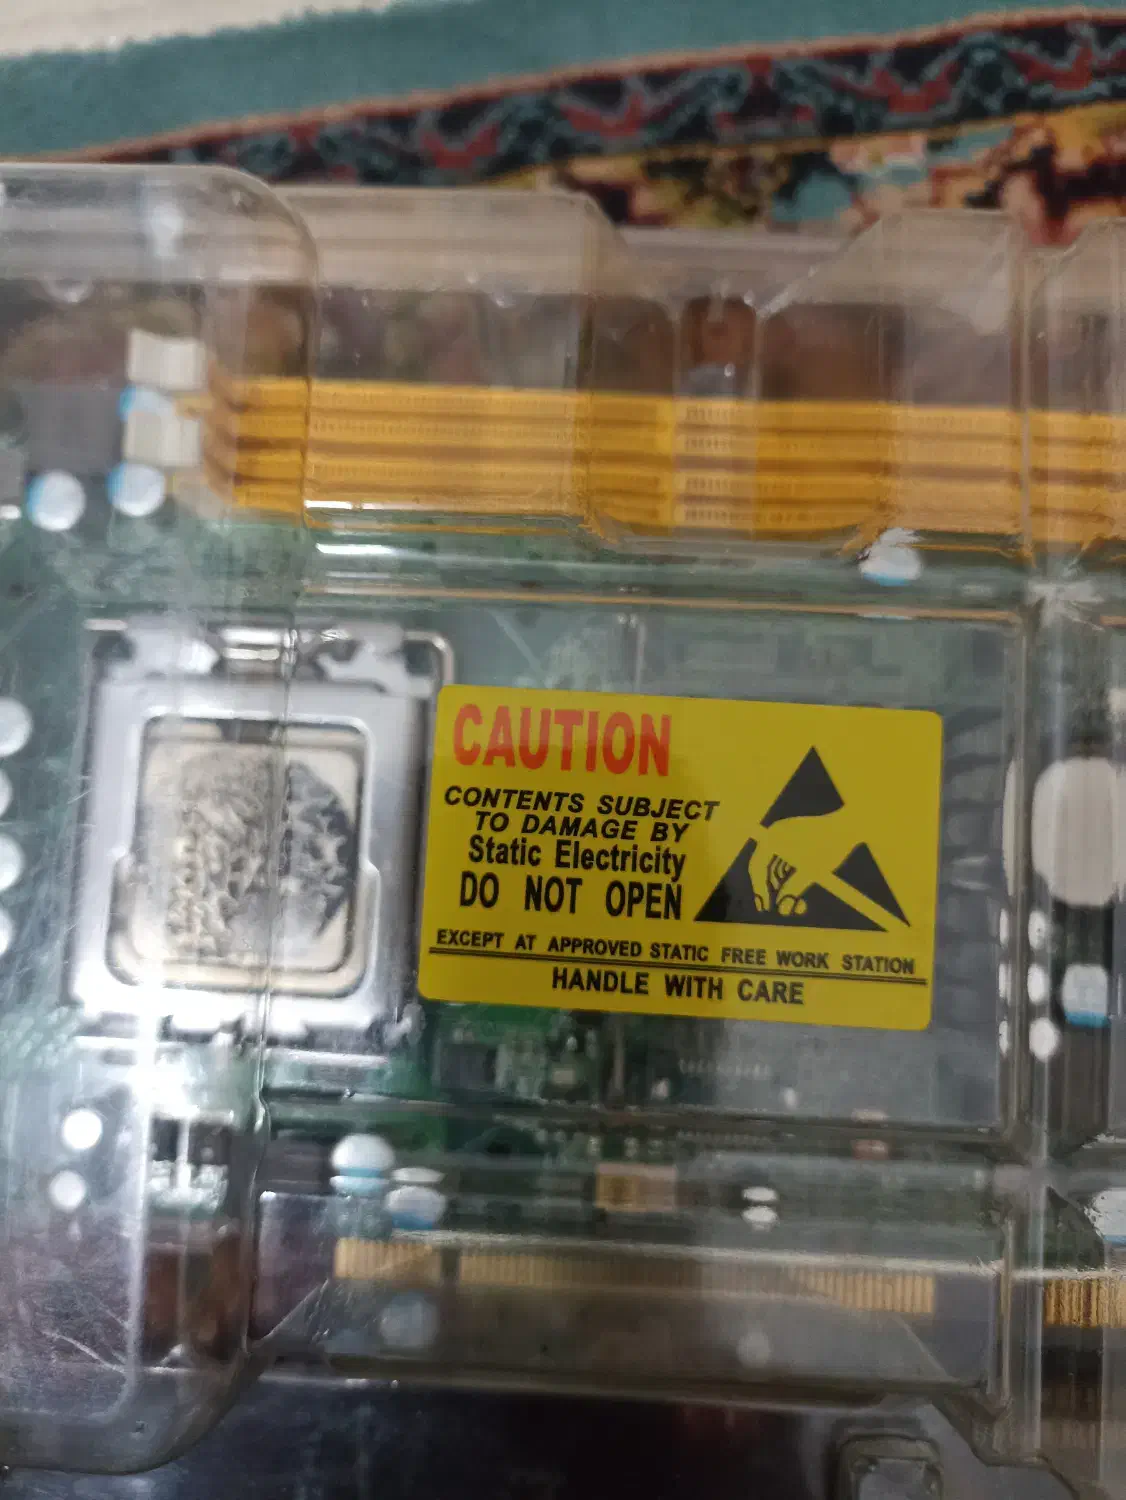 CAUTION
CONTENTS SUBJECT
TO DAMAGE BY
Static Electricity
DO NOT OPEN
EXCEPT AT APPROVED STATIC FREE WORK STATION
HANDLE WITH CARE